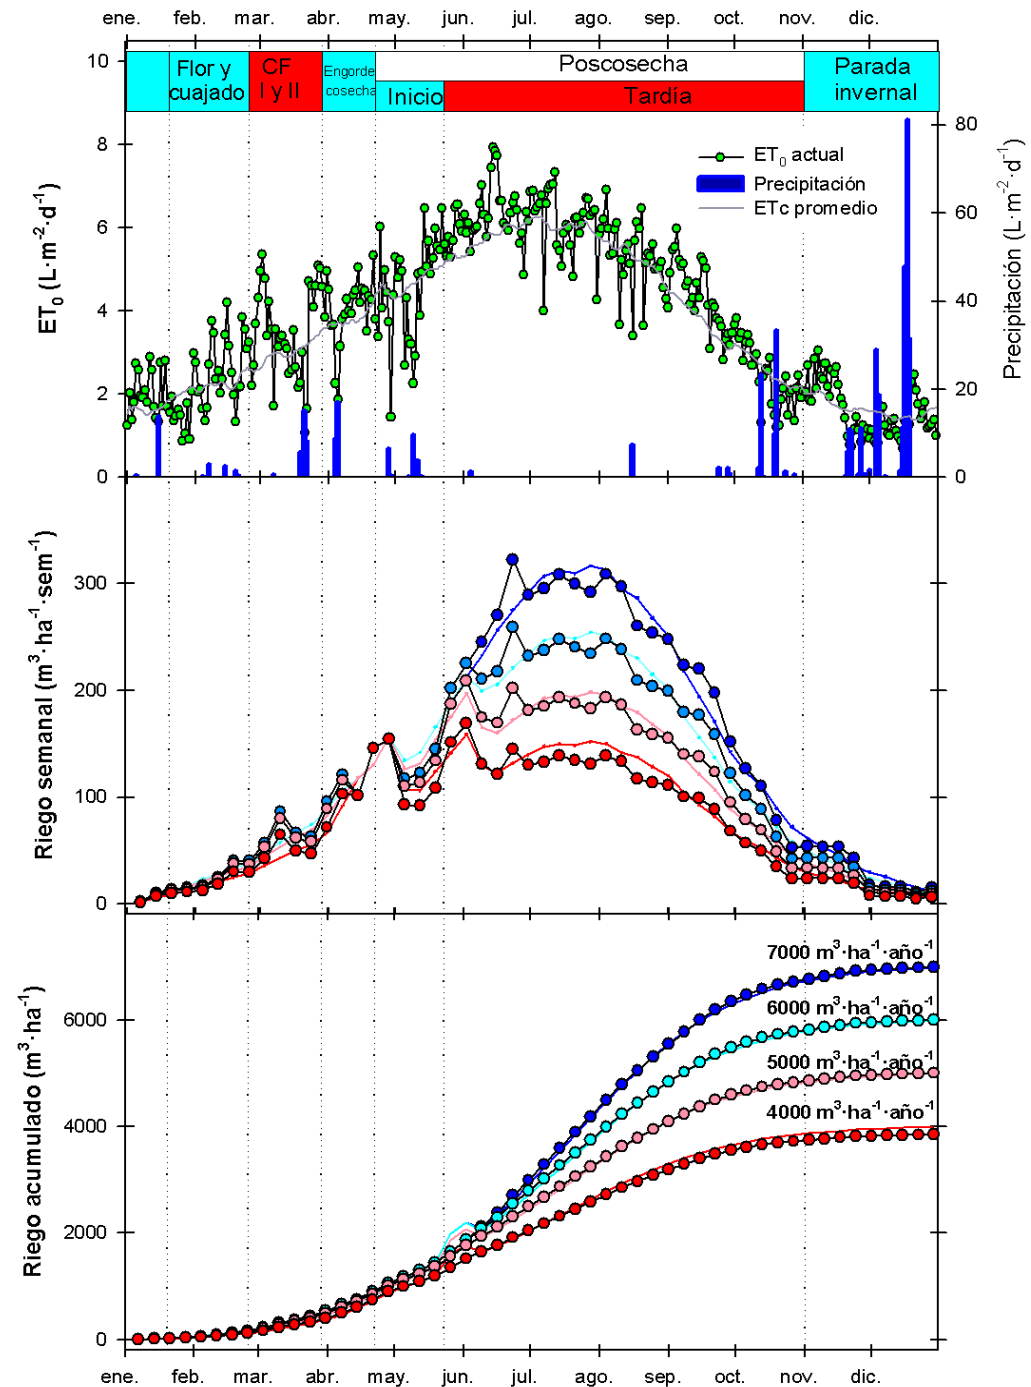 ene. feb. mar. abr. may. jun. jul. ago. sep. oct. nov. dic.
Flor y
cuajado
CF
I y II
Engorde
cosecha
Poscosecha
Inicio
Tardía
Parada
invernal
ET0 (L·m-2·d-1)
10
8
6
4
2
0
ET0 actual
Precipitación
ETc promedio
80
60
40
20
0
Precipitación (L·m-2·d-1)
Riego semanal (m3·ha-1·sem-1)
300
200
100
0
Riego acumulado (m3·ha-1)
6000
4000
2000
0
7000 m3·ha-1·año-1
6000 m3·ha-1·año-1
5000 m3·ha-1·año-1
4000 m3·ha-1·año-1
ene. feb. mar. abr. may. jun. jul. ago. sep. oct. nov. dic.